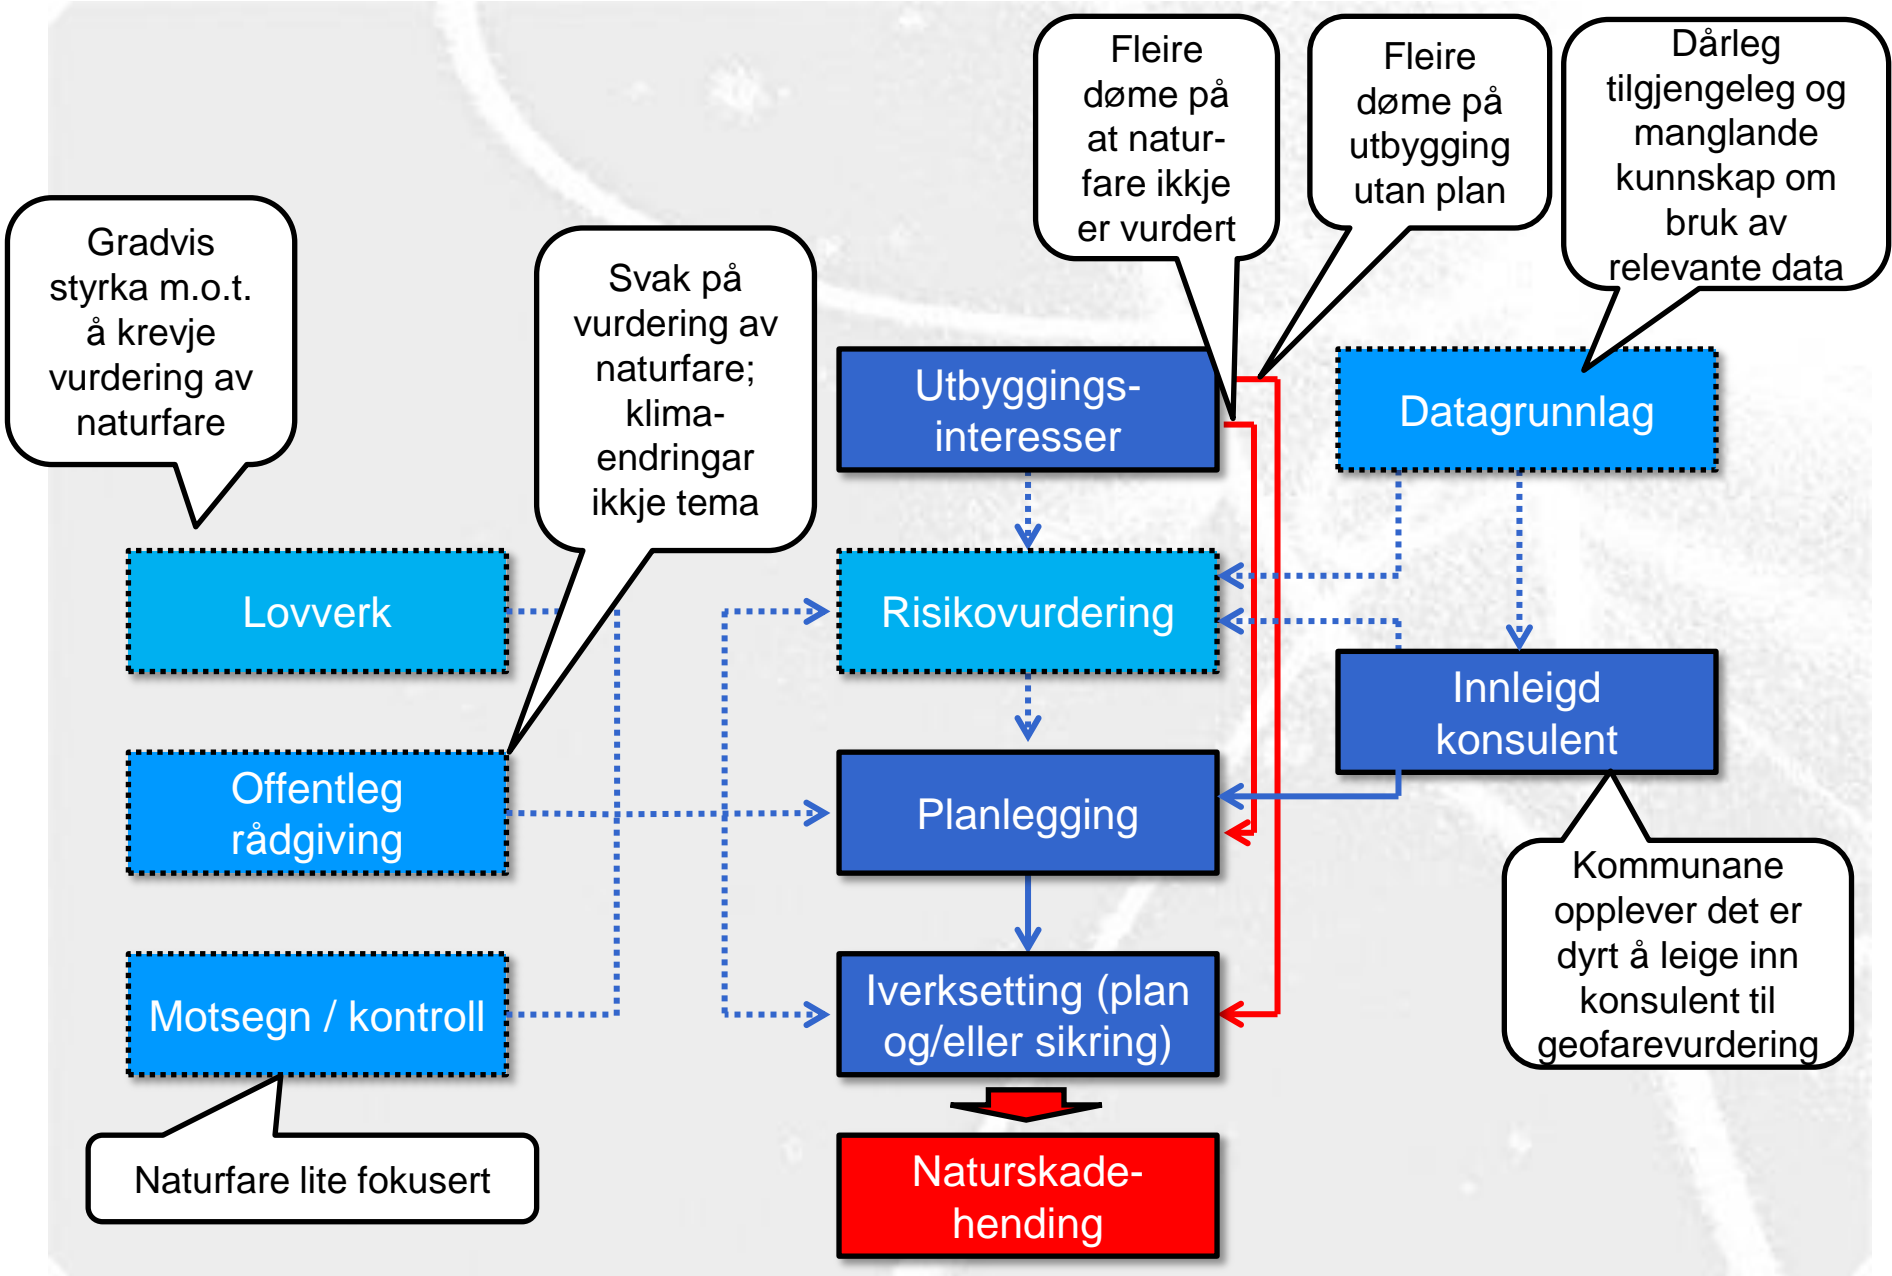 Fleire
døme på
at natur-
fare ikkje
er vurdert
Fleire
døme på
utbygging
utan plan
Dårleg
tilgjengeleg og
manglande
kunnskap om
bruk av
relevante data
Gradvis
styrka m.o.t.
å krevje
vurdering av
naturfare
Svak på
vurdering av
naturfare;
klima-
endringar
ikkje tema
Utbyggings-
interesser
Datagrunnlag
Lovverk
Risikovurdering
Innleigd
konsulent
Offentleg
rådgiving
Planlegging
Kommunane
opplever det er
dyrt å leige inn
konsulent til
geofarevurdering
Motsegn / kontroll
Iverksetting (plan
og/eller sikring)
Naturfare lite fokusert
Naturskade-
hending